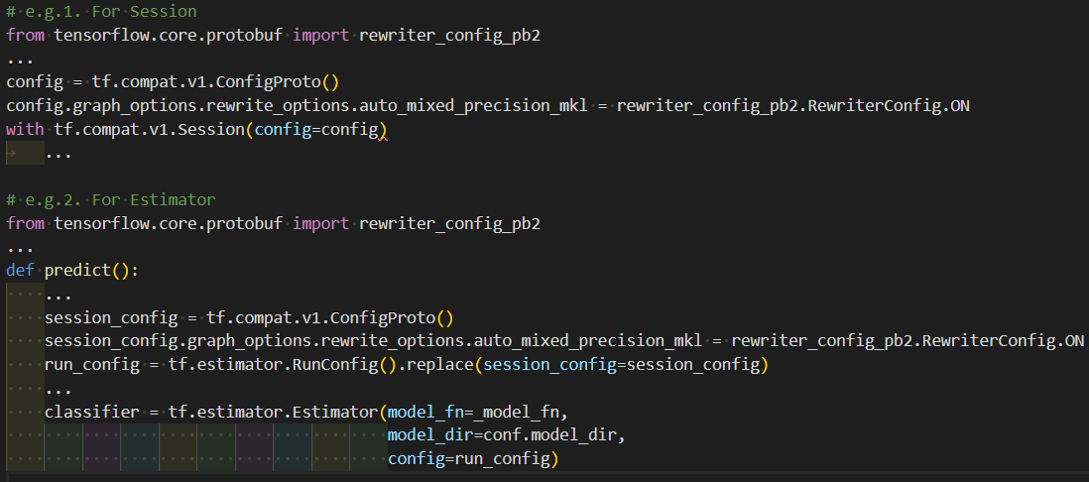 # e.g.1. For Session
from tensorflow.core.protobuf import rewriter_config_pb2
...
config = tf.compat.v1.ConfigProto()
config.graph_options.rewrite_options.auto_mixed_precision_mkl = rewriter_config_pb2.RewriterConfig.ON
with tf.compat.v1.Session(config=config)
    ...
# e.g.2. For Estimator
from tensorflow.core.protobuf import rewriter_config_pb2
...
def predict():
    ...
    session_config = tf.compat.v1.ConfigProto()
    session_config.graph_options.rewrite_options.auto_mixed_precision_mkl = rewriter_config_pb2.RewriterConfig.ON
    run_config = tf.estimator.RunConfig().replace(session_config=session_config)
    ...
    classifier = tf.estimator.Estimator(model_fn=_model_fn,
                                        model_dir=conf.model_dir,
                                        config=run_config)